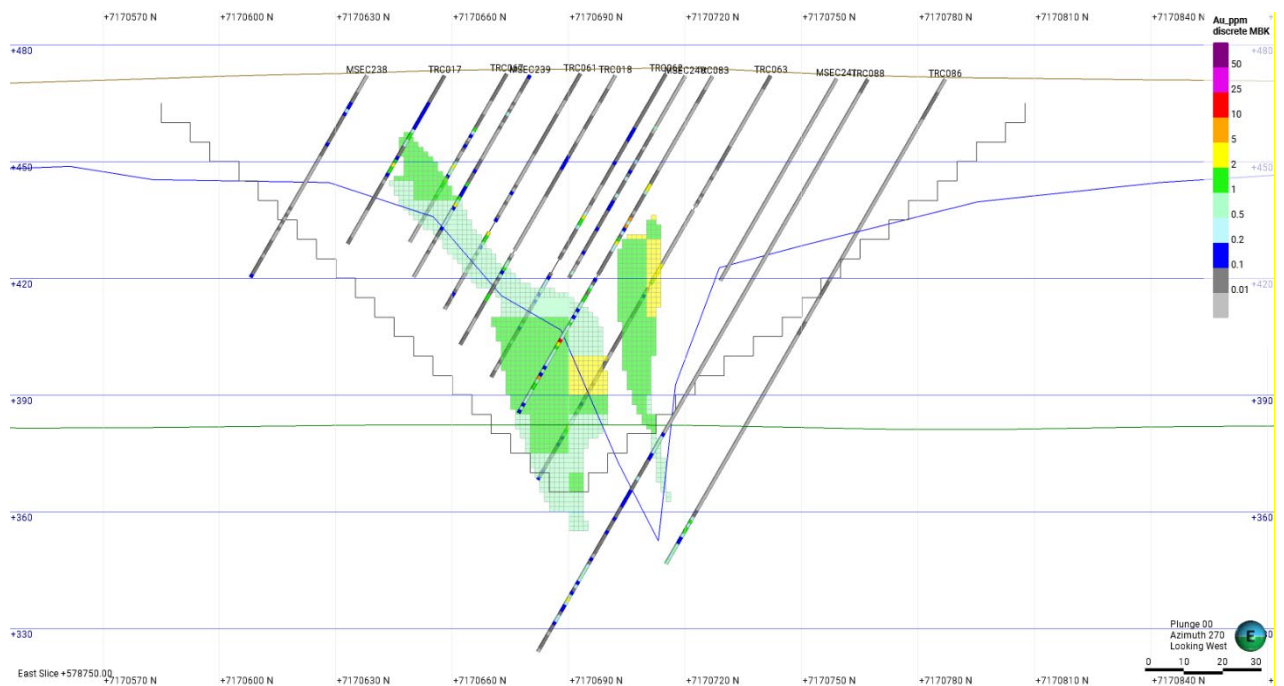 +7170570 N +7170600 N +7170630 N +7170660 N +7170690 N +7170720 N +7170750 N +7170780 N +7170810 N +7170840 N
Au_ppm
discrete MBK
+480 +480
50
25
10
5
2
1
0.5
0.2
0.1
0.01
MSEC238 TRC017 MSEC239 TRC061 TRC018 TRC062 TRC063 TRC088 TRC086
+450 +450
+420 +420
+390 +390
+360 +360
+330
Plunge 00
Azimuth 270
Looking West
E
0 10 20 30
East Slice +578750.00
+7170570 N +7170600 N +7170630 N +7170660 N +7170690 N +7170720 N +7170750 N +7170780 N +7170810 N +7170840 N